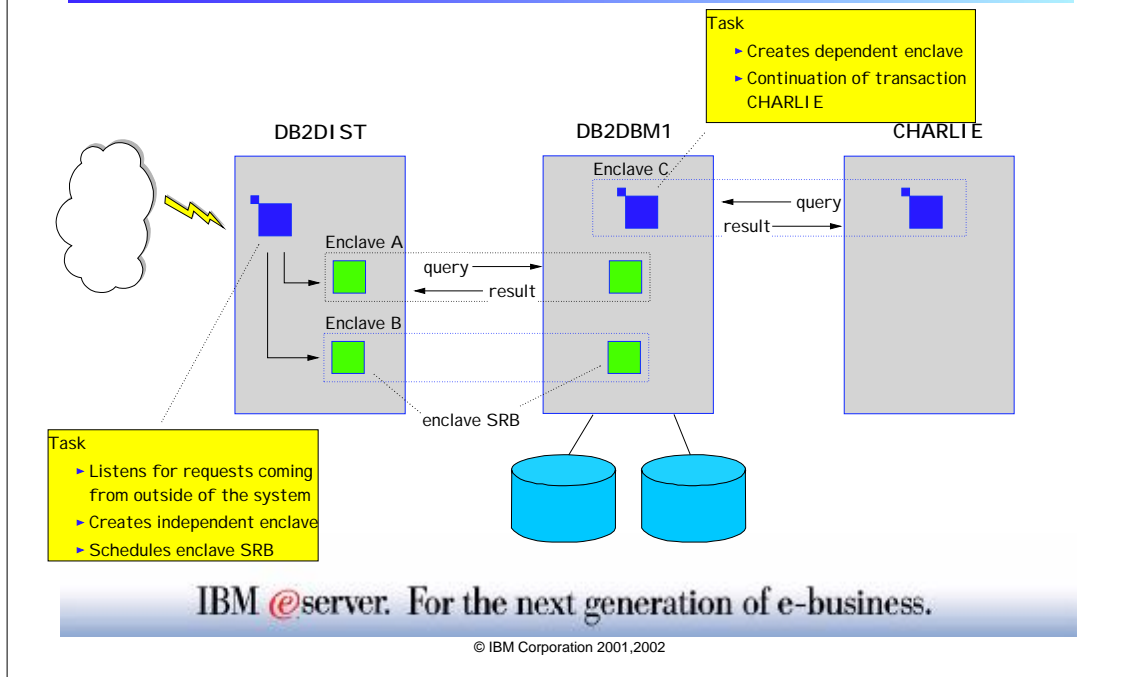 Task
► Creates dependent enclave
► Continuation of transaction
CHARLIE
DB2DIST
DB2DBM1
CHARLIE
Enclave C
query
result
Enclave A
query
result
Enclave B
enclave SRB
Task
► Listens for requests coming
from outside of the system
► Creates independent enclave
► Schedules enclave SRB
IBM @server. For the next generation of e-business.
© IBM Corporation 2001,2002